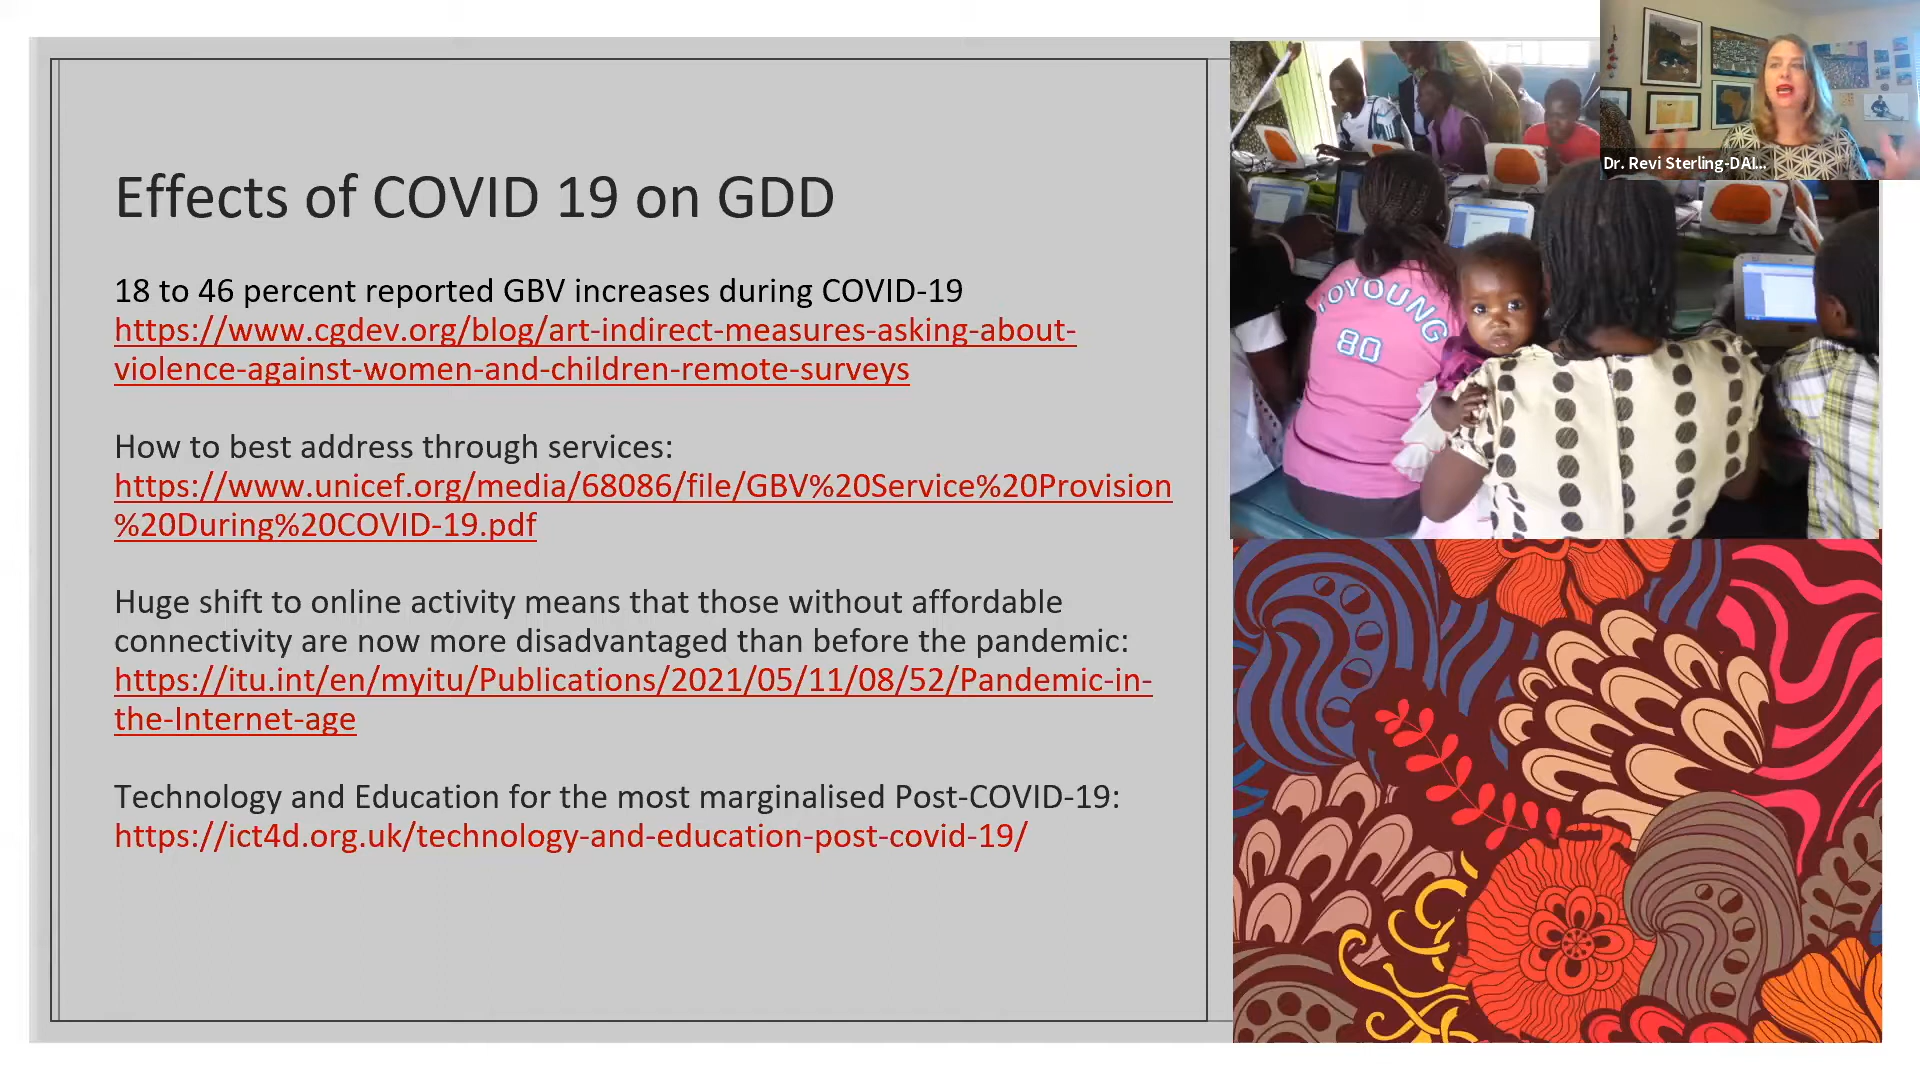 Effects of COVID 19 on GDD
18 to 46 percent reported GBV increases during COVID-19
https://www.cgdev.org/blog/art-indirect-measures-asking-about-
violence-against-women-and-children-remote-surveys
How to best address through services:
https://www.unicef.org/media/68086/file/GBV%20Service%20Provision
%20During%20COVID-19.pdf
Huge shift to online activity means that those without affordable
connectivity are now more disadvantaged than before the pandemic:
https://itu.int/en/myitu/Publications/2021/05/11/08/52/Pandemic-in-
the-Internet-age
Technology and Education for the most marginalised Post-COVID-19:
https://ict4d.org.uk/technology-and-education-post-covid-19/
Dr. Revi Sterling-DAI...
80